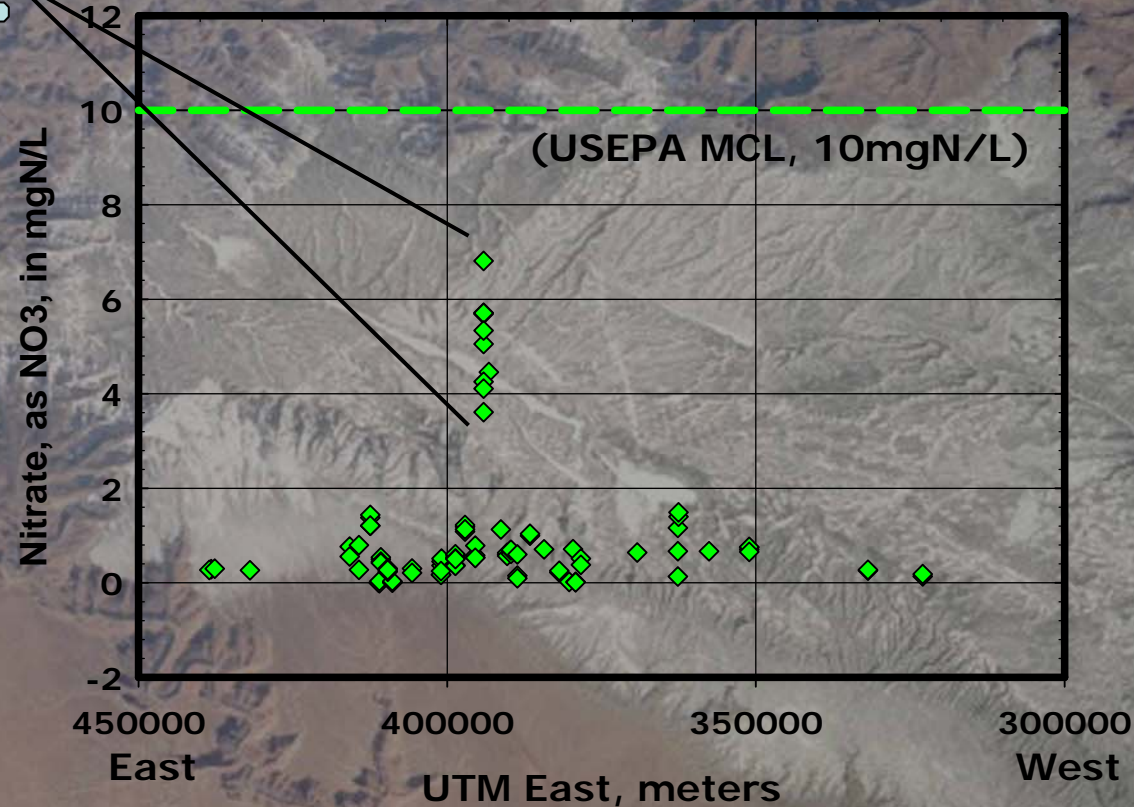 12
10
(USEPA MCL, 10mgN/L)
8
6
4
2
0
-2
Nitrate, as NO3, in mgN/L
450000 400000 350000 300000
East West
UTM East, meters